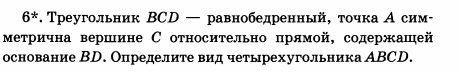 6*. Треугольник BCD — равнобедренный, точка A сим-
метрична вершине C относительно прямой, содержащей
основание BD. Определите вид четырехугольника ABCD.